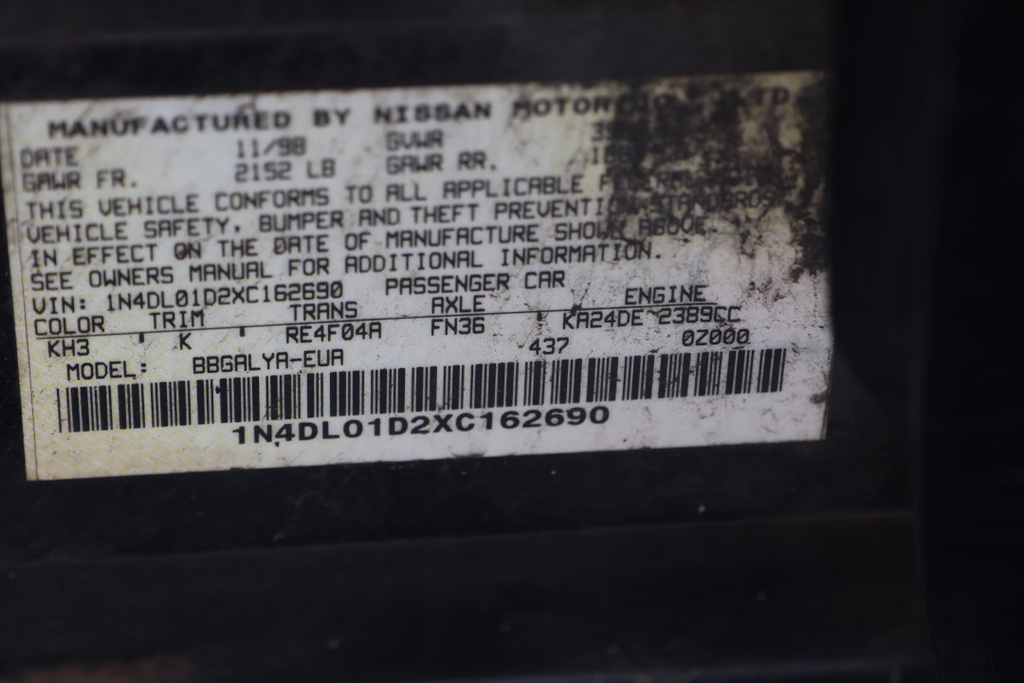 MANUFACTURED BY NISSAN MOTOR
DATE 11/98 GVWR
GAWR FR. 2152 LB GAWR RR.
THIS VEHICLE CONFORMS TO ALL APPLICABLE
VEHICLE SAFETY, BUMPER AND THEFT PREVENTION STANDARDS
IN EFFECT ON THE DATE OF MANUFACTURE SHOWN ABOVE.
SEE OWNERS MANUAL FOR ADDITIONAL INFORMATION.
VIN: 1N4DL01D2XC162690 PASSENGER CAR
COLOR TRIM TRANS AXLE ENGINE
KH3 K RE4F04A FN36 KA24DE 2389CC
MODEL: BBGALYA-EUA 437 0Z000
1N4DL01D2XC162690